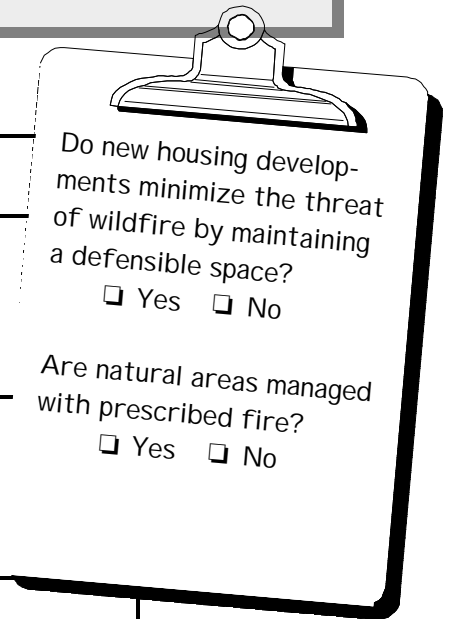 Do new housing develop-
ments minimize the threat
of wildfire by maintaining
a defensible space?
❏ Yes ❏ No
Are natural areas managed
with prescribed fire?
❏ Yes ❏ No